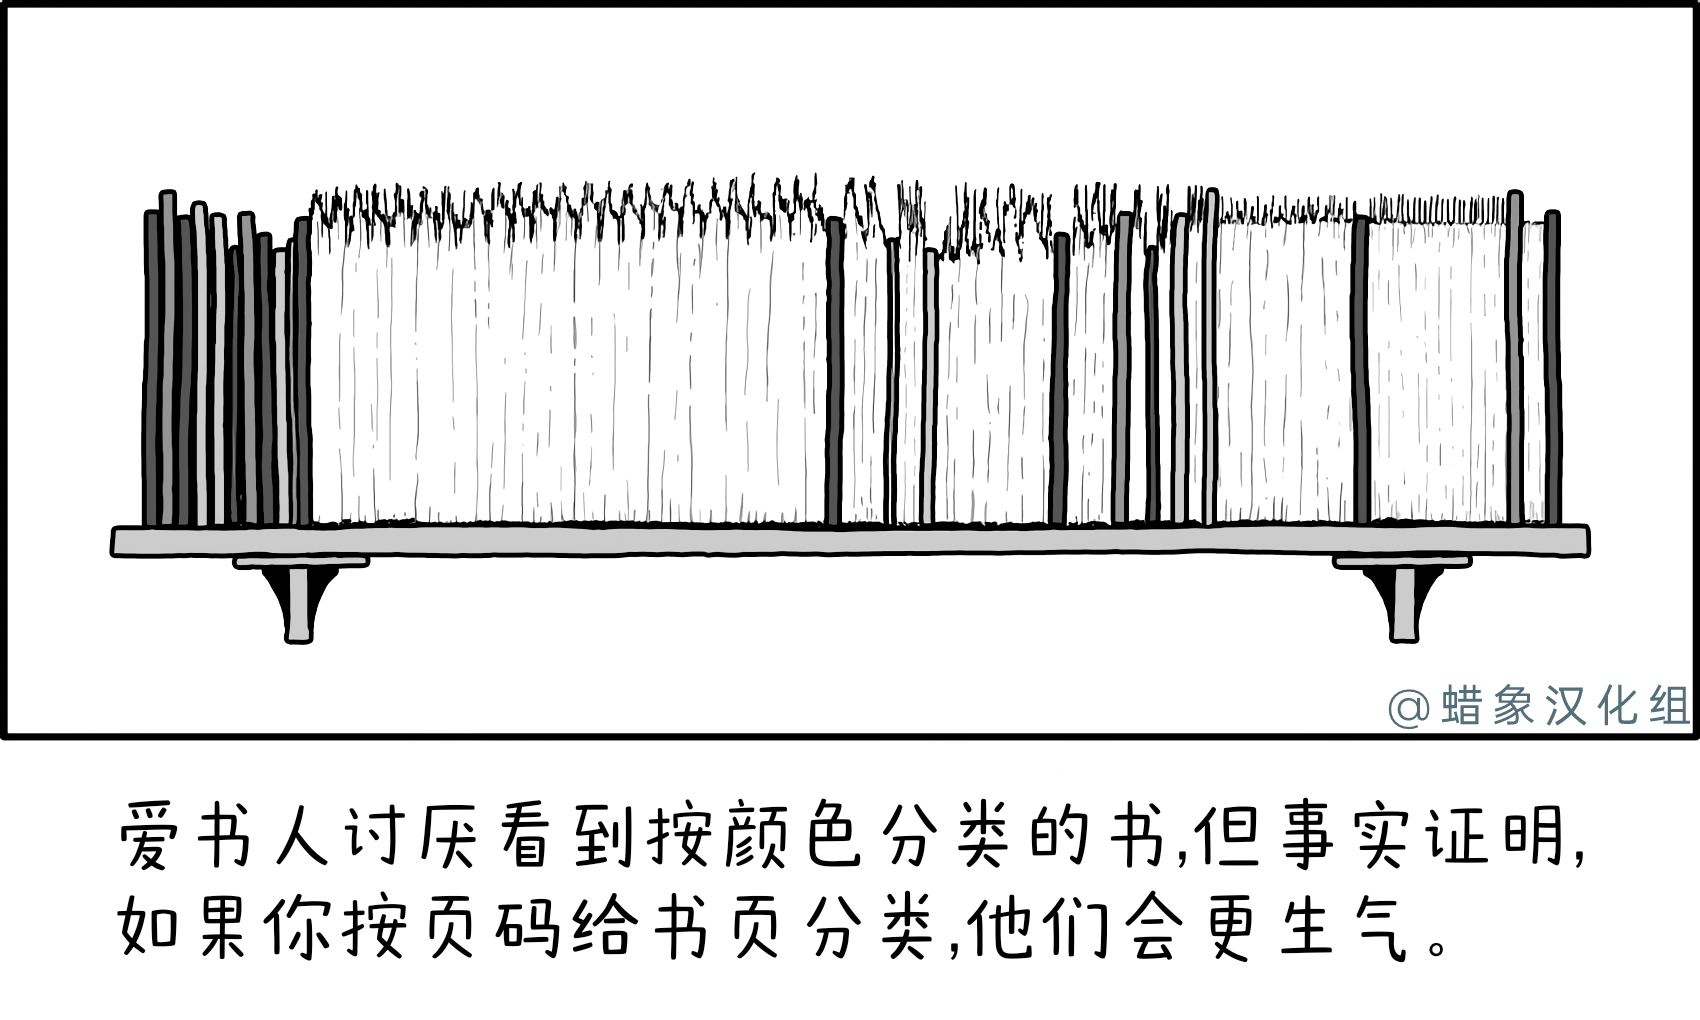 @蜡象汉化组
爱书人讨厌看到按颜色分类的书,但事实证明,
如果你按页码给书页分类,他们会更生气。